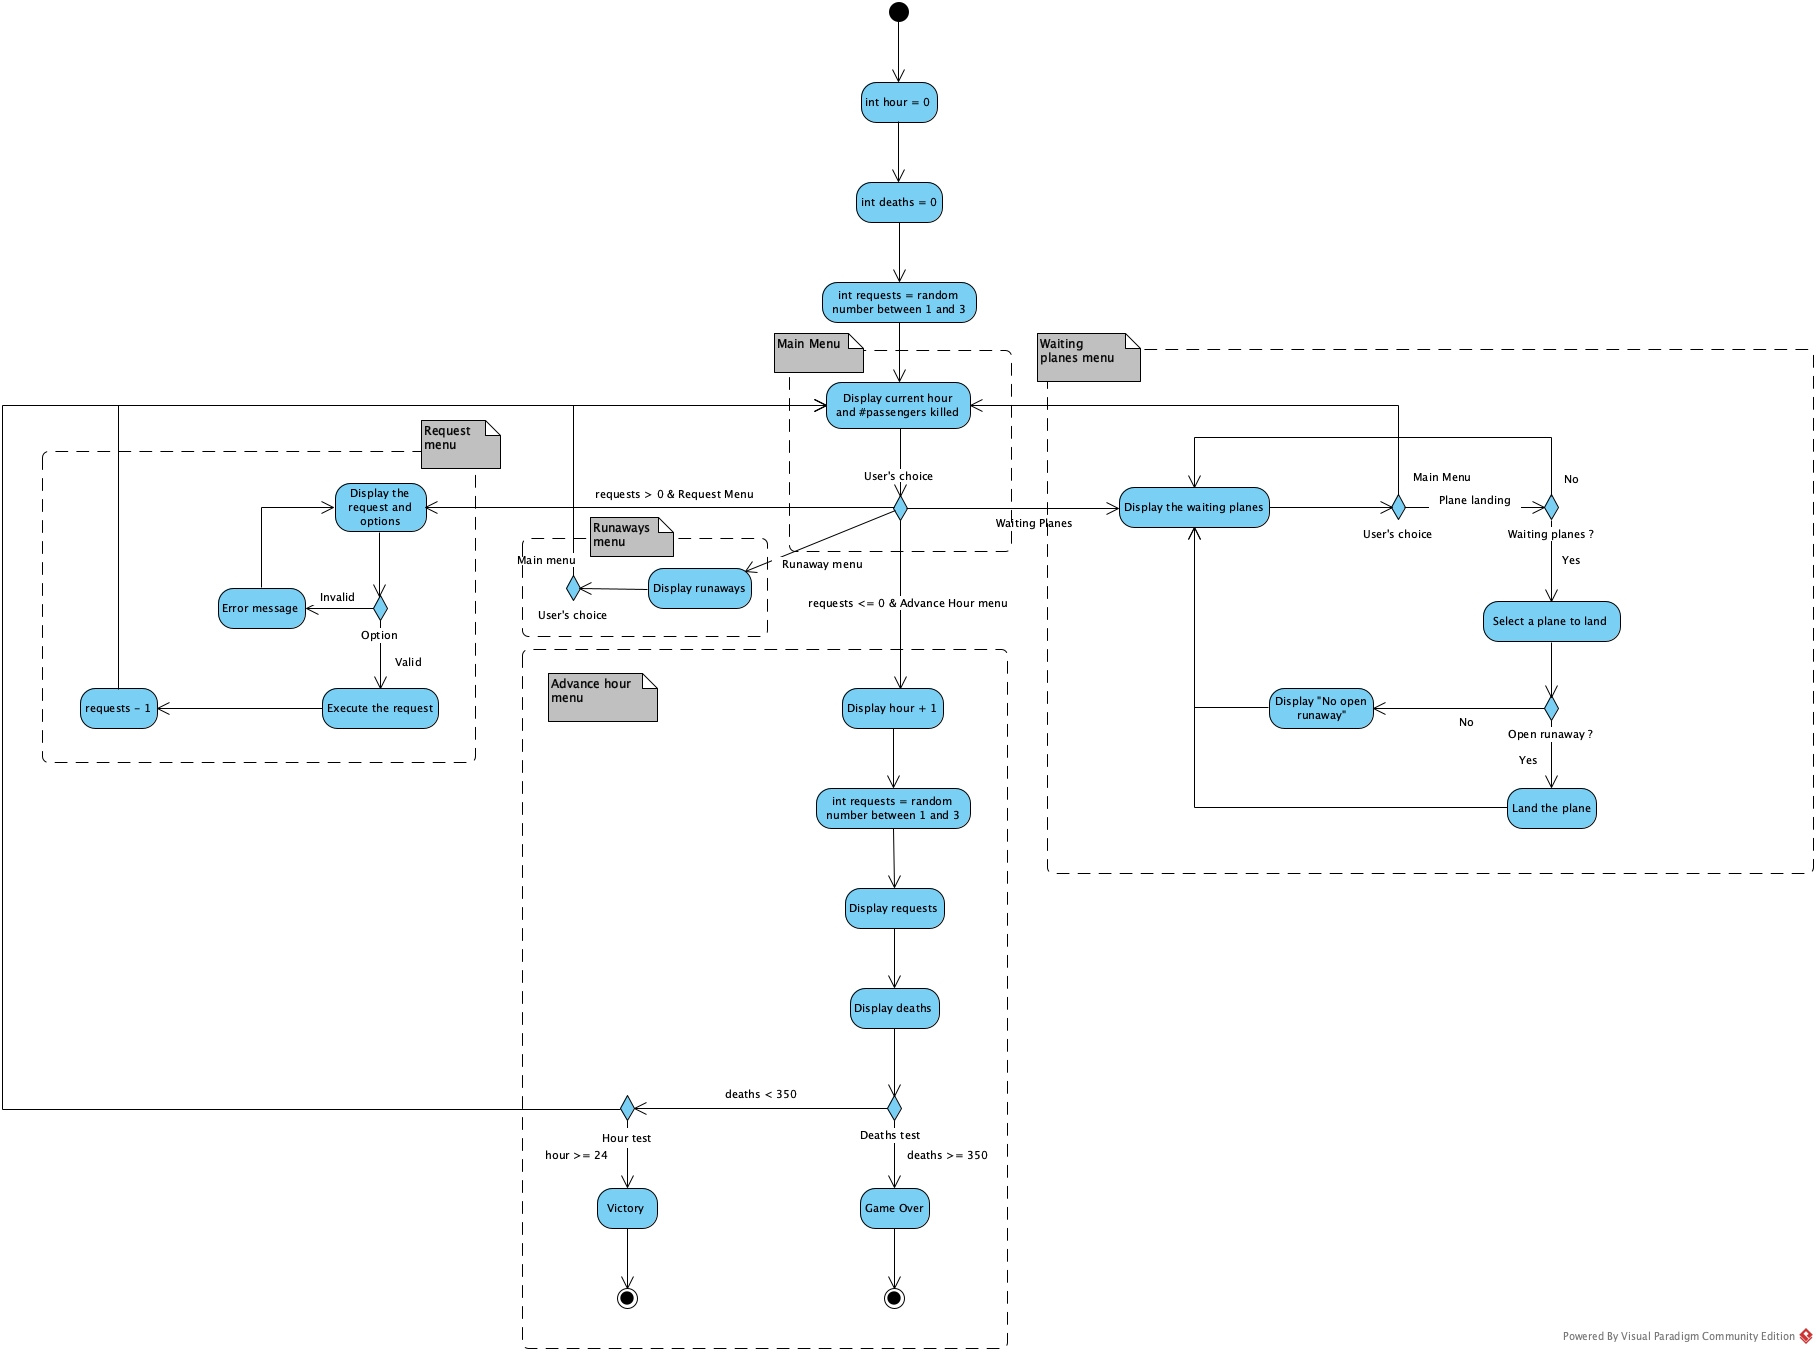 int hour = 0
int deaths = 0
int requests = random
number between 1 and 3
Main Menu
Waiting
planes menu
Display current hour
and #passengers killed
Request
menu
User's choice
Main Menu
No
Display the
request and
options
requests > 0 & Request Menu
Plane landing
Display the waiting planes
Waiting Planes
Runaways
menu
User's choice
Waiting planes ?
Main menu
Runaway menu
Yes
Display runaways
Invalid
Error message
requests <= 0 & Advance Hour menu
User's choice
Select a plane to land
Option
Valid
Advance hour
menu
requests - 1
Execute the request
Display hour + 1
Display "No open
runaway"
No
Open runaway ?
Yes
int requests = random
number between 1 and 3
Land the plane
Display requests
Display deaths
deaths < 350
Hour test
Deaths test
hour >= 24
deaths >= 350
Victory
Game Over
Powered By Visual Paradigm Community Edition